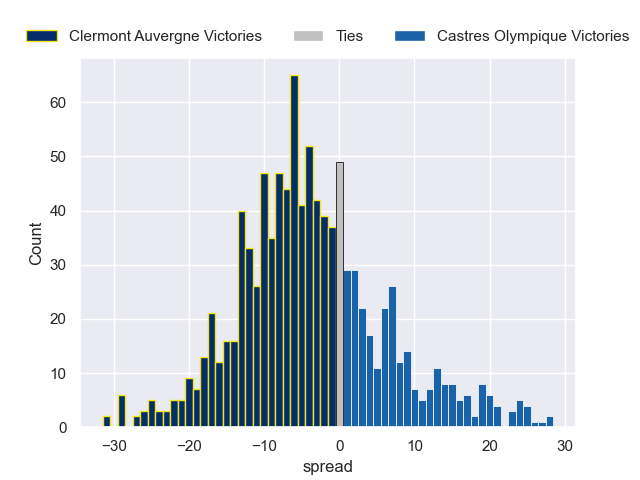 Clermont Auvergne Victories Ties Castres Olympique Victories
60
50
40
30
20
10
0
Count
−30 −20 −10 0 10 20 30
spread